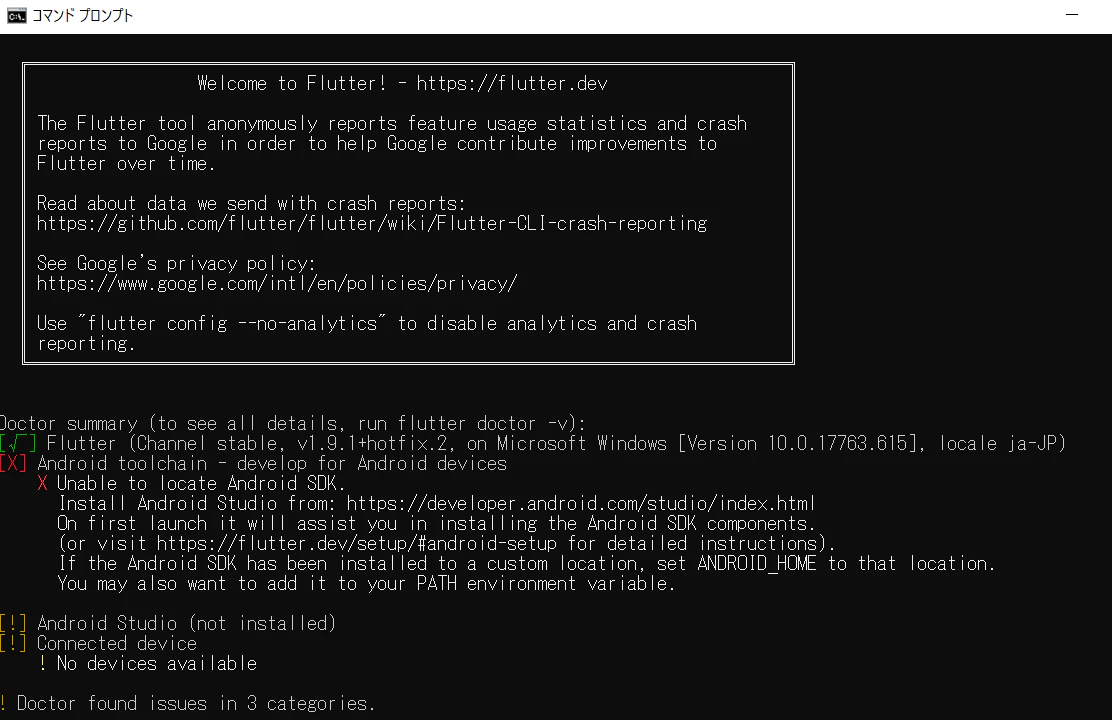 コマンド プロンプト
Welcome to Flutter! - https://flutter.dev
The Flutter tool anonymously reports feature usage statistics and crash
reports to Google in order to help Google contribute improvements to
Flutter over time.
Read about data we send with crash reports:
https://github.com/flutter/flutter/wiki/Flutter-CLI-crash-reporting
See Google's privacy policy:
https://www.google.com/intl/en/policies/privacy/
Use "flutter config --no-analytics" to disable analytics and crash
reporting.
Doctor summary (to see all details, run flutter doctor -v):
[√] Flutter (Channel stable, v1.9.1+hotfix.2, on Microsoft Windows [Version 10.0.17763.615], locale ja-JP)
[X] Android toolchain - develop for Android devices
X Unable to locate Android SDK.
Install Android Studio from: https://developer.android.com/studio/index.html
On first launch it will assist you in installing the Android SDK components.
(or visit https://flutter.dev/setup/#android-setup for detailed instructions).
If the Android SDK has been installed to a custom location, set ANDROID_HOME to that location.
You may also want to add it to your PATH environment variable.
[!] Android Studio (not installed)
[!] Connected device
! No devices available
! Doctor found issues in 3 categories.